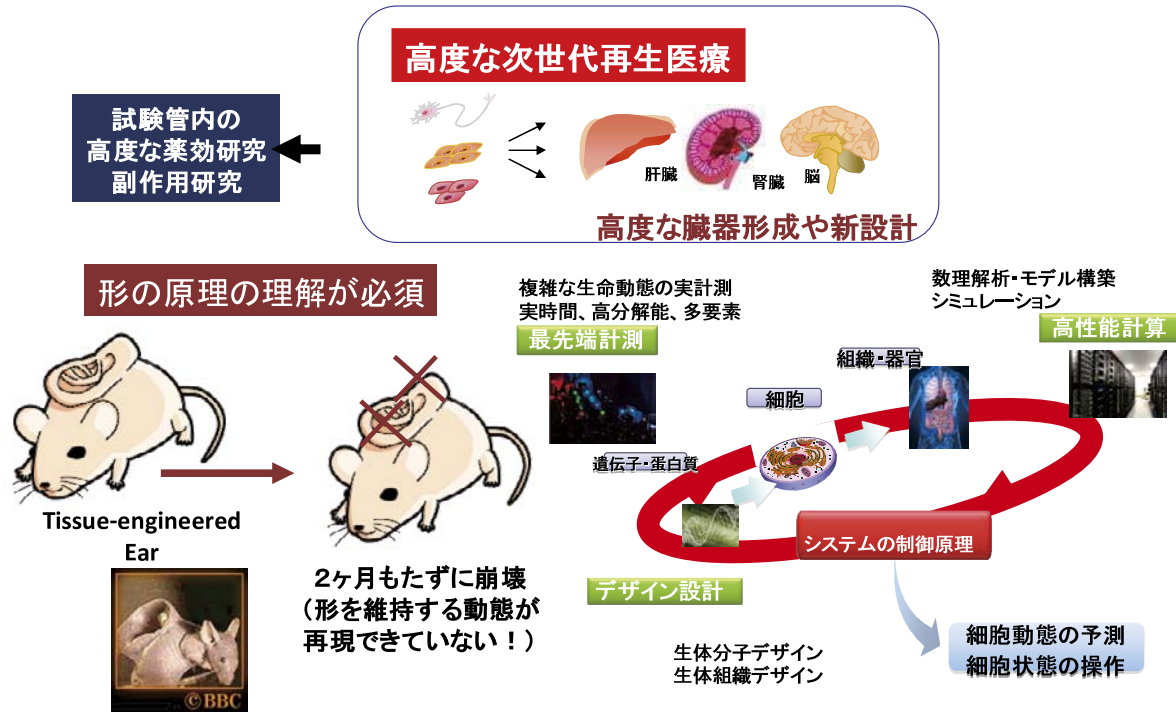 高度な次世代再生医療
試験管内の
高度な薬効研究
副作用研究
肝臓
腎臓
脳
高度な臓器形成や新設計
形の原理の理解が必須
複雑な生命動態の実計測
実時間、高分解能、多要素
最先端計測
数理解析・モデル構築
シミュレーション
高性能計算
組織・器官
細胞
遺伝子・蛋白質
Tissue-engineered
Ear
©BBC
2ヶ月もたずに崩壊
(形を維持する動態が
再現できていない!)
システムの制御原理
デザイン設計
生体分子デザイン
生体組織デザイン
細胞動態の予測
細胞状態の操作